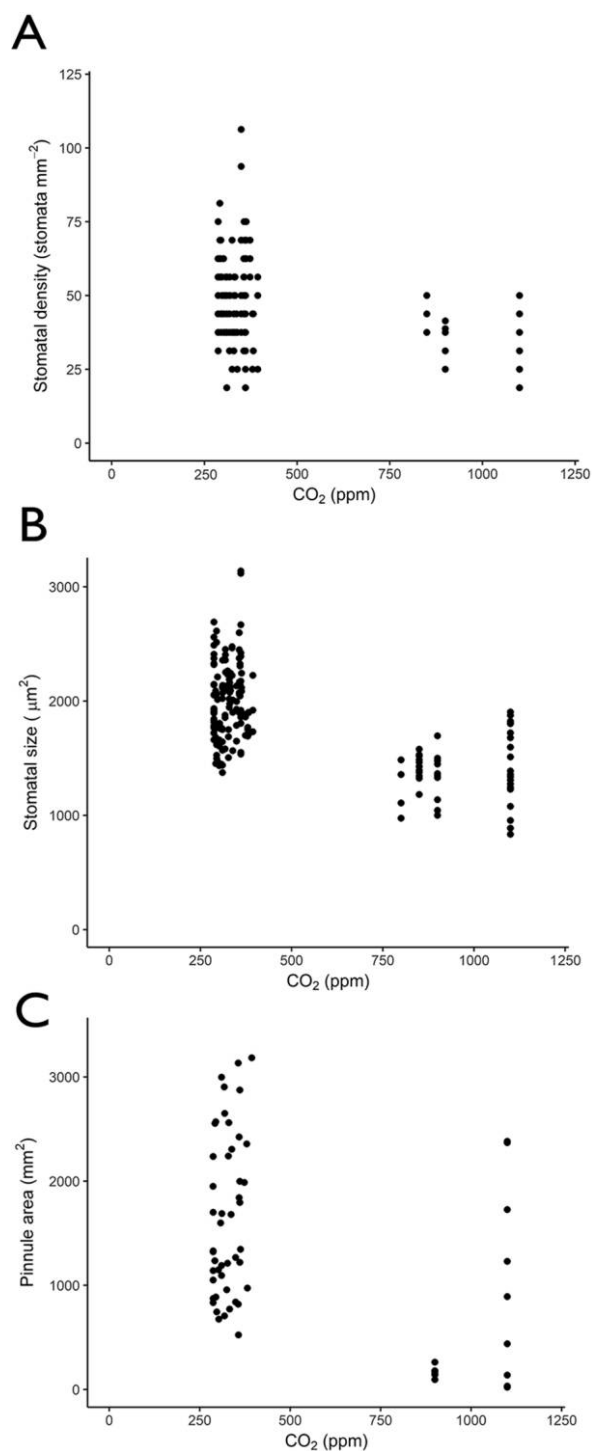 A
125
100
75
50
25
0
Stomatal density (stomata mm⁻²)
0 250 500 750 1000 1250
CO₂ (ppm)
B
3000
2000
1000
0
Stomatal size ( μm²)
0 250 500 750 1000 1250
CO₂ (ppm)
C
3000
2000
1000
0
Pinnule area (mm²)
0 250 500 750 1000 1250
CO₂ (ppm)